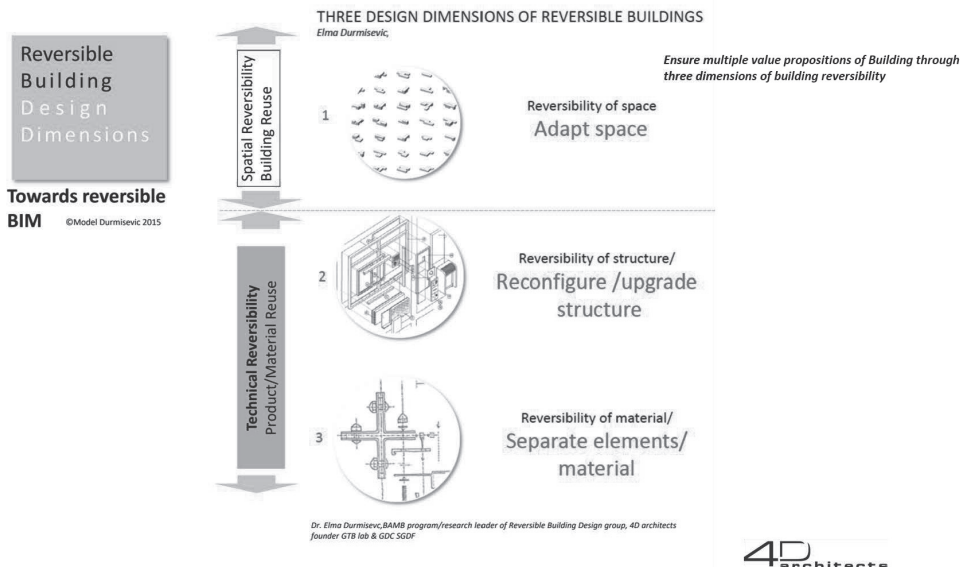 THREE DESIGN DIMENSIONS OF REVERSIBLE BUILDINGS
Elma Durmisevic,
Reversible
Building
Design
Dimensions
Towards reversible
BIM ©Model Durmisevic 2015
Ensure multiple value propositions of Building through
three dimensions of building reversibility
Spatial Reversibility
Building Reuse
1
Reversibility of space
Adapt space
Technical Reversibility
Product/Material Reuse
2
Reversibility of structure/
Reconfigure /upgrade
structure
3
Reversibility of material/
Separate elements/
material
Dr. Elma Durmisevc,BAMB program/research leader of Reversible Building Design group, 4D architects
founder GTB lab & GDC SGDF
4D
architects